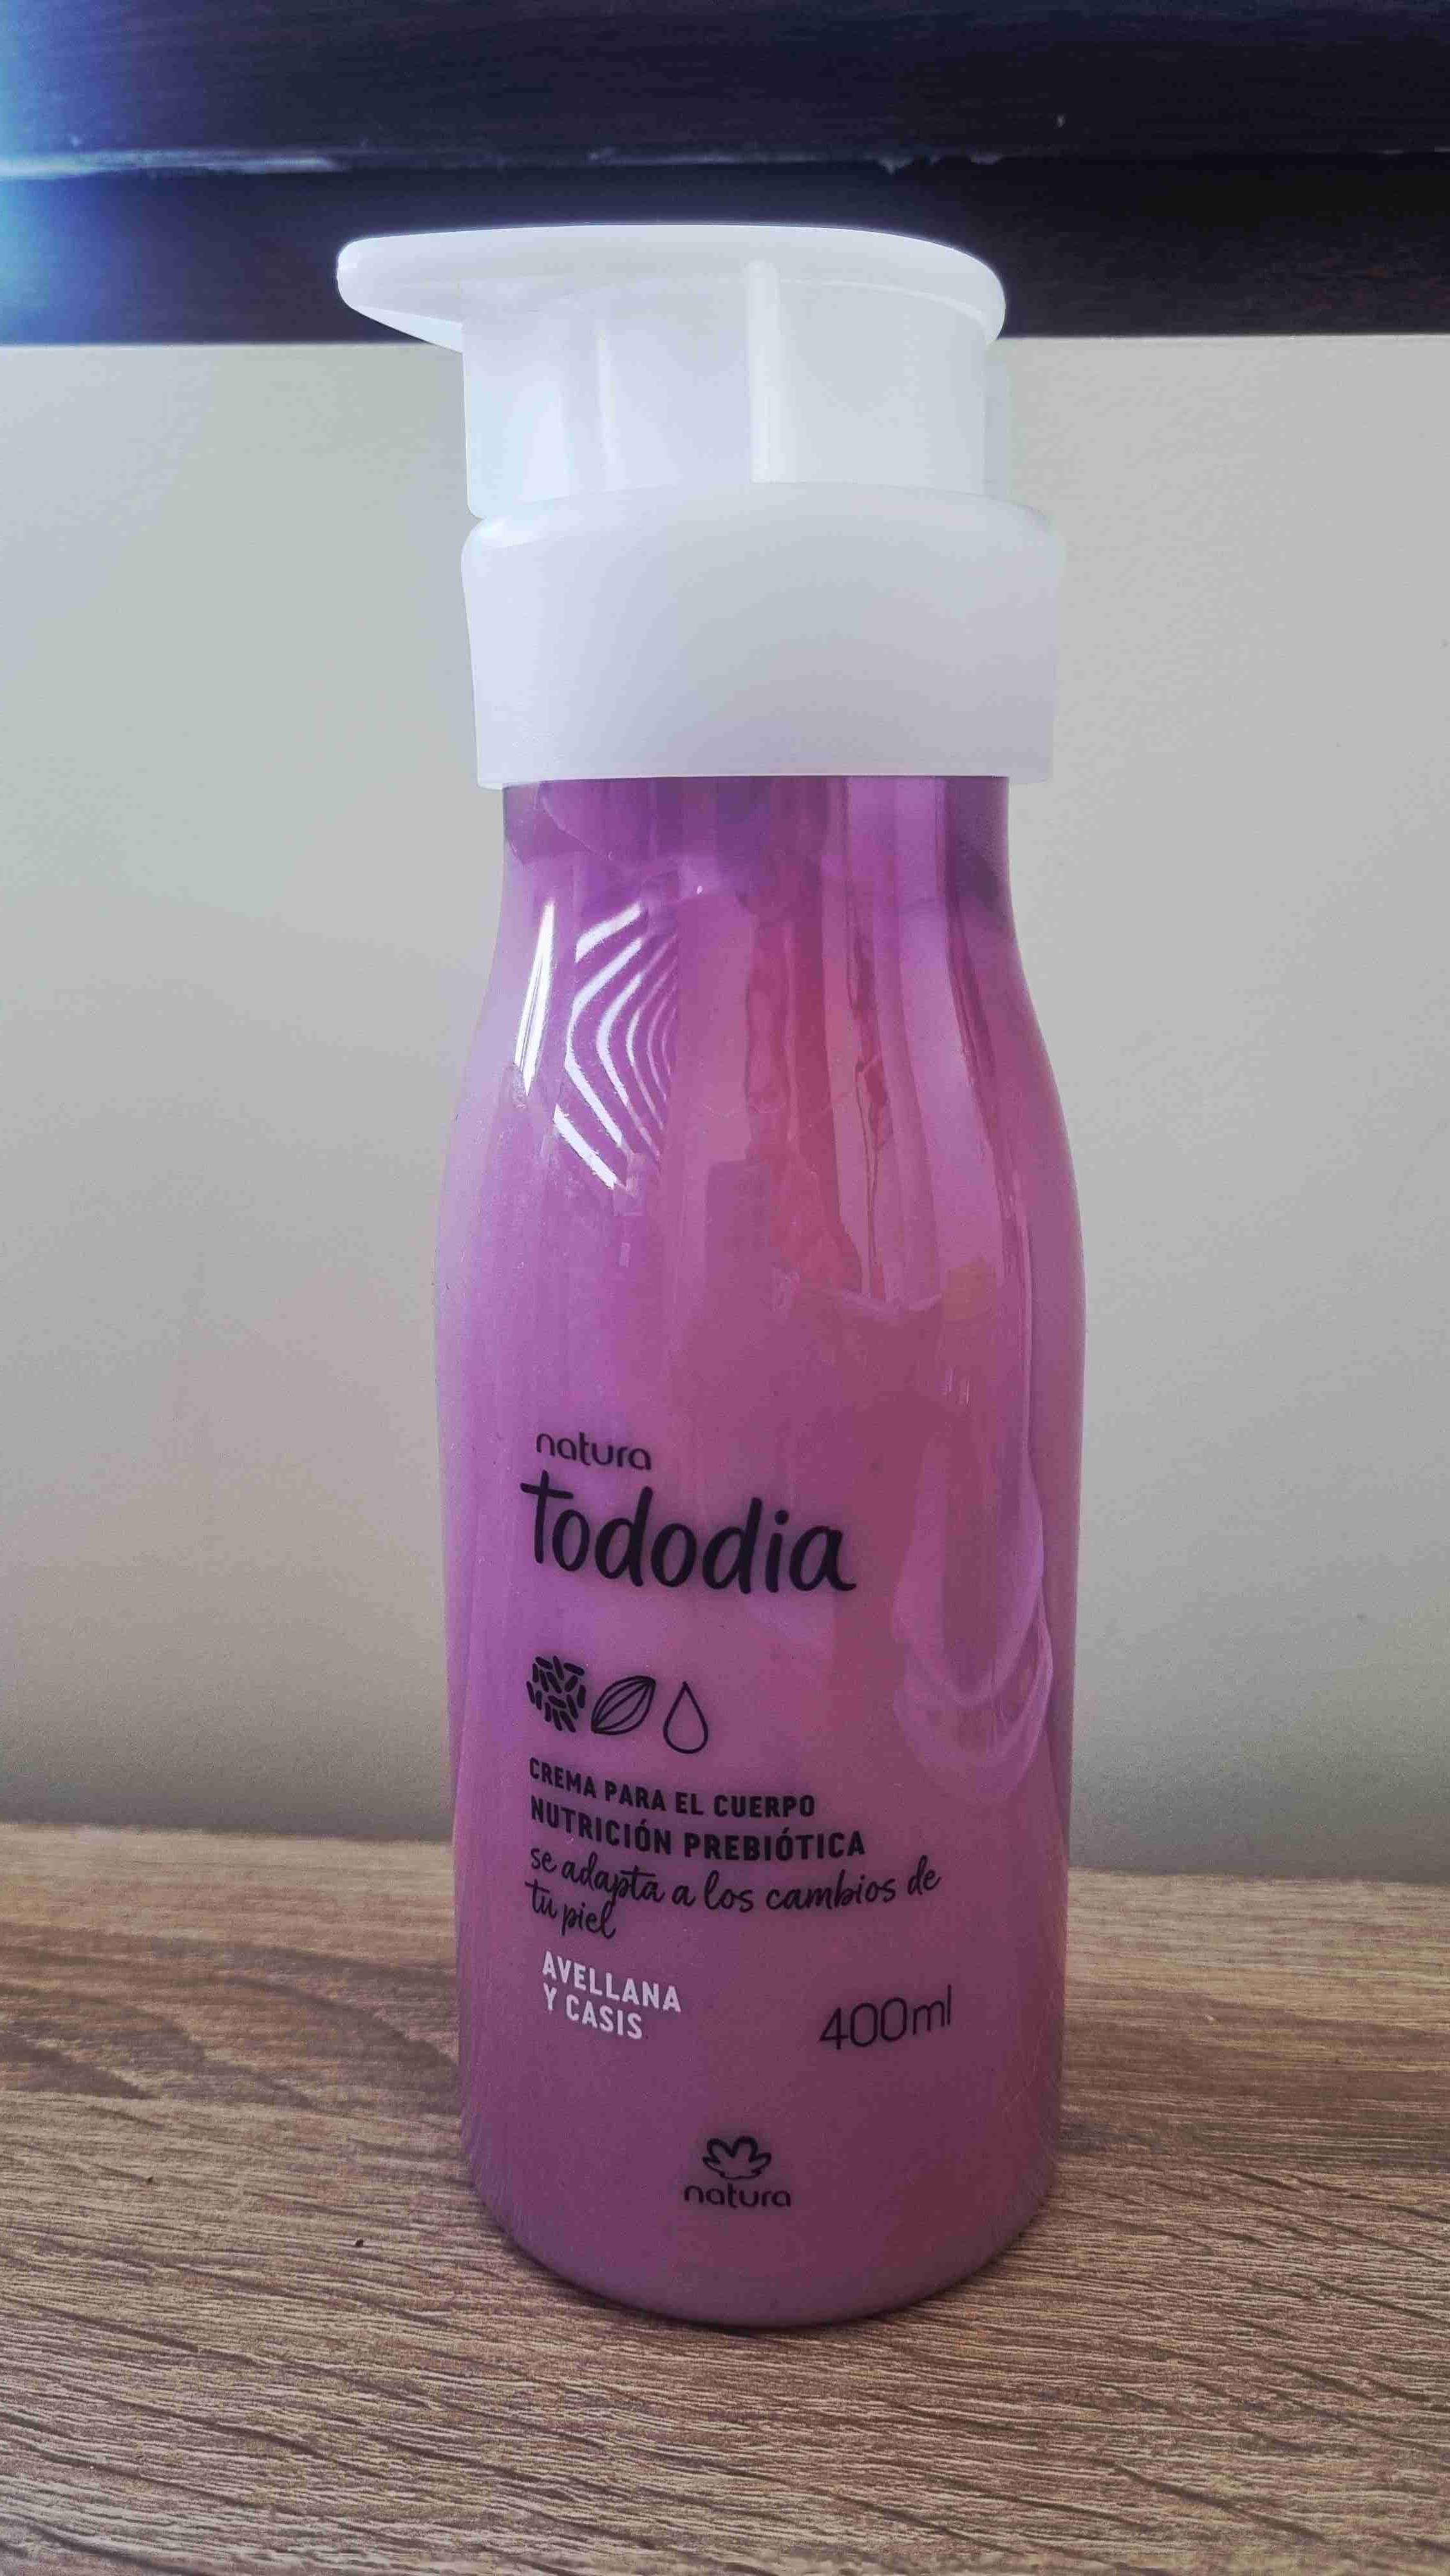 natura
tododia
CREMA PARA EL CUERPO
NUTRICIÓN PREBIÓTICA
se adapta a los cambios de
tu piel
AVELLANA
Y CASIS
400ml
natura